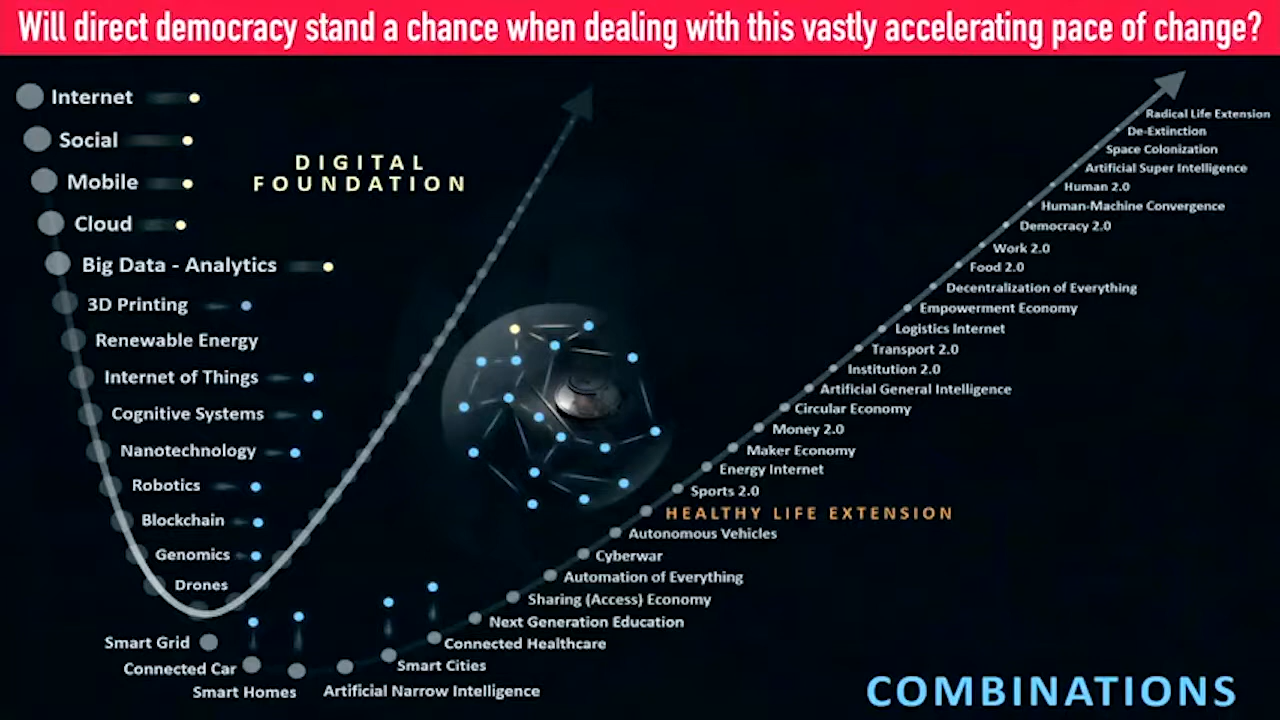 Will direct democracy stand a chance when dealing with this vastly accelerating pace of change?
Internet
Social
Mobile
Cloud
Big Data - Analytics
3D Printing
Renewable Energy
Internet of Things
Cognitive Systems
Nanotechnology
Robotics
Blockchain
Genomics
Drones
Smart Grid
Connected Car
Smart Homes
DIGITAL
FOUNDATION
Artificial Narrow Intelligence
Smart Cities
Connected Healthcare
Next Generation Education
Sharing (Access) Economy
Automation of Everything
Cyberwar
Autonomous Vehicles
HEALTHY LIFE EXTENSION
Sports 2.0
Energy Internet
Maker Economy
Money 2.0
Circular Economy
Artificial General Intelligence
Institution 2.0
Transport 2.0
Logistics Internet
Empowerment Economy
Decentralization of Everything
Food 2.0
Work 2.0
Democracy 2.0
Human-Machine Convergence
Human 2.0
Artificial Super Intelligence
Space Colonization
De-Extinction
Radical Life Extension
COMBINATIONS